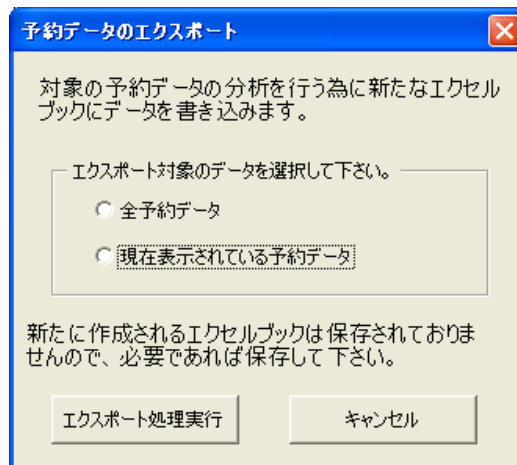 予約データのエクスポート
対象の予約データの分析を行う為に新たなエクセル
ブックにデータを書き込みます。
エクスポート対象のデータを選択して下さい。
全予約データ
現在表示されている予約データ
新たに作成されるエクセルブックは保存されておりま
せんので、必要であれば保存して下さい。
エクスポート処理実行
キャンセル